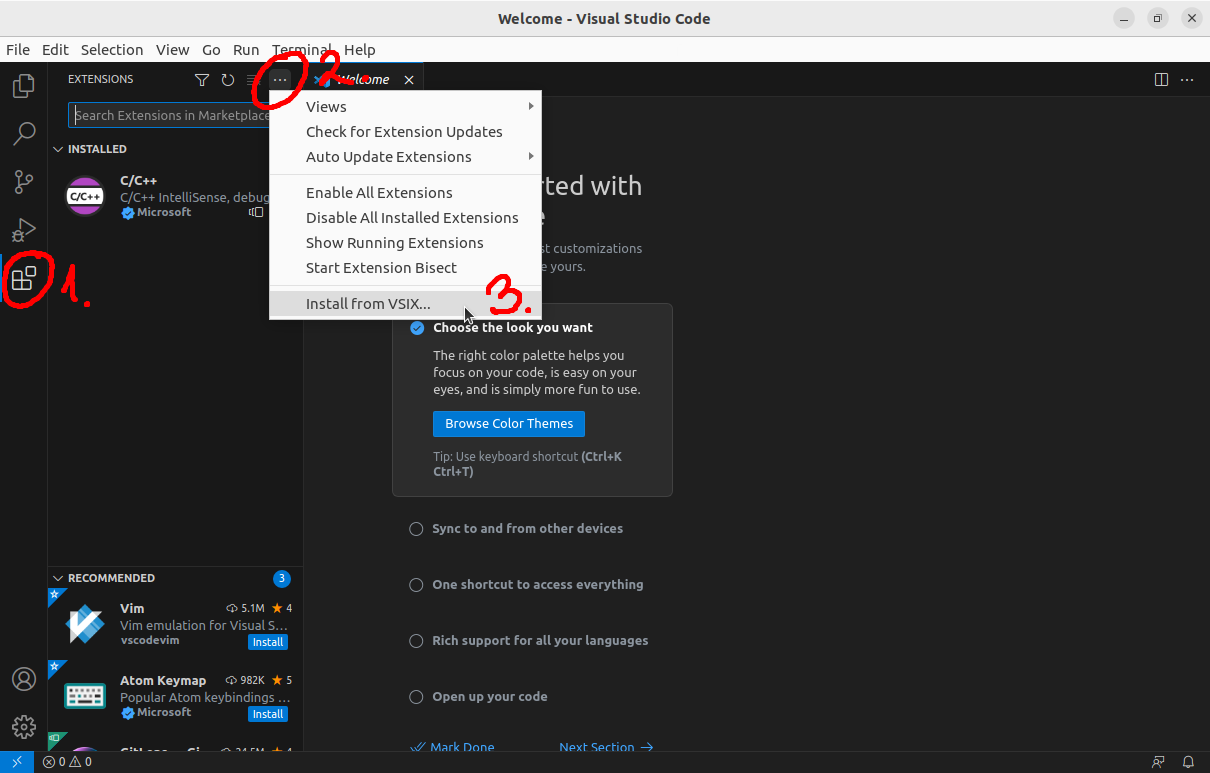 Welcome - Visual Studio Code
File Edit Selection View Go Run Terminal Help
EXTENSIONS
2.
Welcome
Search Extensions in Marketplace
INSTALLED
C/C++
C/C++
C/C++ IntelliSense, debug
Microsoft
1.
Views
Check for Extension Updates
Auto Update Extensions
Enable All Extensions
Disable All Installed Extensions
Show Running Extensions
Start Extension Bisect
Install from VSIX...
3.
rted with
st customizations
e yours.
Choose the look you want
The right color palette helps you
focus on your code, is easy on your
eyes, and is simply more fun to use.
Browse Color Themes
Tip: Use keyboard shortcut (Ctrl+K
Ctrl+T)
Sync to and from other devices
One shortcut to access everything
Rich support for all your languages
Open up your code
Mark Done Next Section
RECOMMENDED 3
Vim 5.1M 4
Vim emulation for Visual S...
vscodevim Install
Atom Keymap 982K 5
Popular Atom keybindings ...
Microsoft Install
0 0